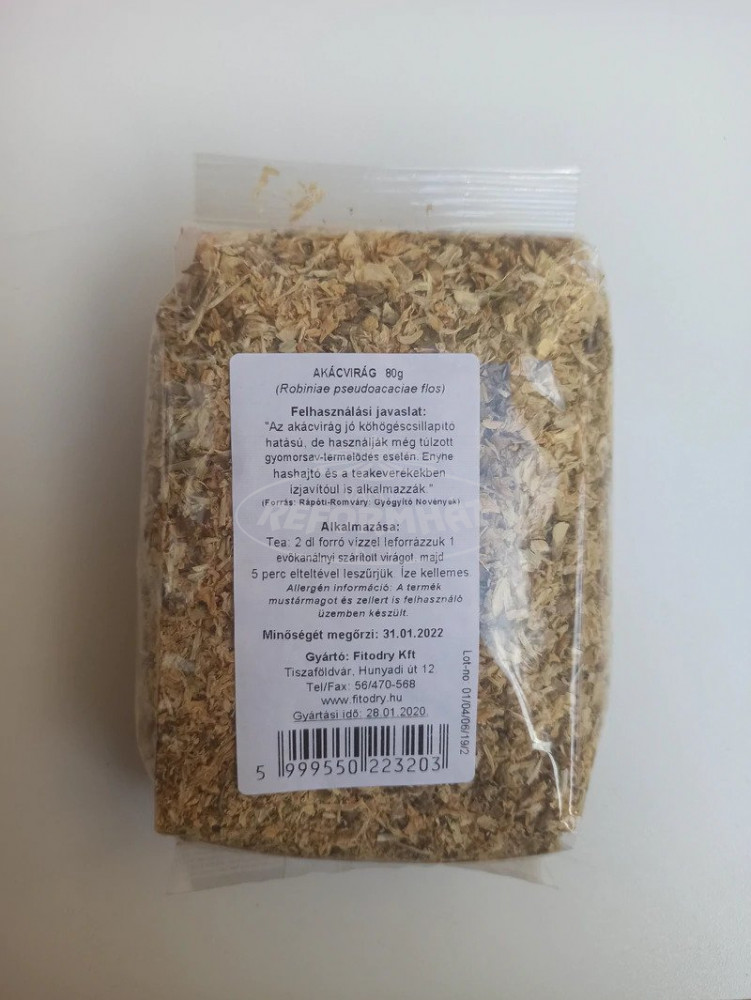 AKÁCVIRÁG 80g
(Robiniae pseudoacaciae flos)
Felhasználási javaslat:
"Az akácvirág jó köhögéscsillapító
hatású, de használják még túlzott
gyomorsav-termelődés esetén. Enyhe
hashajtó és a teakeverékekben
ízjavítóul is alkalmazzák."
(Forrás: Rápóti-Romváry: Gyógyító Növények)
REFORMHÁZ
Alkalmazása:
Tea: 2 dl forró vízzel leforrázzuk 1
evőkanálnyi szárított virágot, majd
5 perc elteltével leszűrjük. Íze kellemes
Allergén információ: A termék
mustármagot és zellert is felhasználó
üzemben készült.
Minőségét megőrzi: 31.01.2022
Gyártó: Fitodry Kft
Tiszaföldvár, Hunyadi út 12
Tel/Fax: 56/470-568
www.fitodry.hu
Gyártási idő: 28.01.2020.
Lot-no 01/04/06/19/2
5 999550 223203